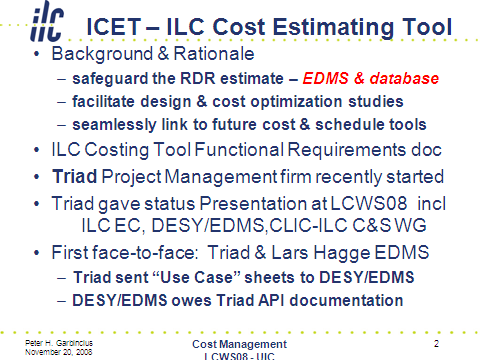 ilc
ICET – ILC Cost Estimating Tool
• Background & Rationale
– safeguard the RDR estimate – EDMS & database
– facilitate design & cost optimization studies
– seamlessly link to future cost & schedule tools
• ILC Costing Tool Functional Requirements doc
• Triad Project Management firm recently started
• Triad gave status Presentation at LCWS08 incl
ILC EC, DESY/EDMS,CLIC-ILC C&S WG
• First face-to-face: Triad & Lars Hagge EDMS
– Triad sent “Use Case” sheets to DESY/EDMS
– DESY/EDMS owes Triad API documentation
Peter H. Garbincius
November 20, 2008
Cost Management
LCWS08 - UIC
2